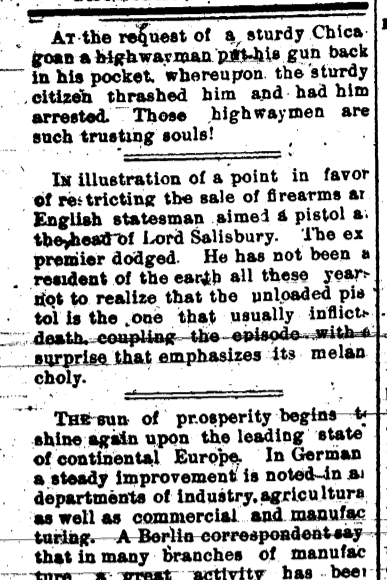 AT the request of a sturdy Chica
goan a highwayman put his gun back
in his pocket, whereupon the sturdy
citizen thrashed him and had him
arrested. Those highwaymen are
such trusting souls!
IN illustration of a point in favor
of restricting the sale of firearms an
English statesman aimed a pistol at
the head of Lord Salisbury. The ex
premier dodged. He has not been a
resident of the earth all these years
not to realize that the unloaded pis
tol is the one that usually inflicts
death, coupling the episode with a
surprise that emphasizes its melan
choly.
THE sun of prosperity begins to
shine again upon the leading state
of continental Europe. In German
a steady improvement is noted in a
departments of industry, agricultura
as well as commercial and manufac
turing. A Berlin correspondent say
that in many branches of manufac
ture a great activity has been